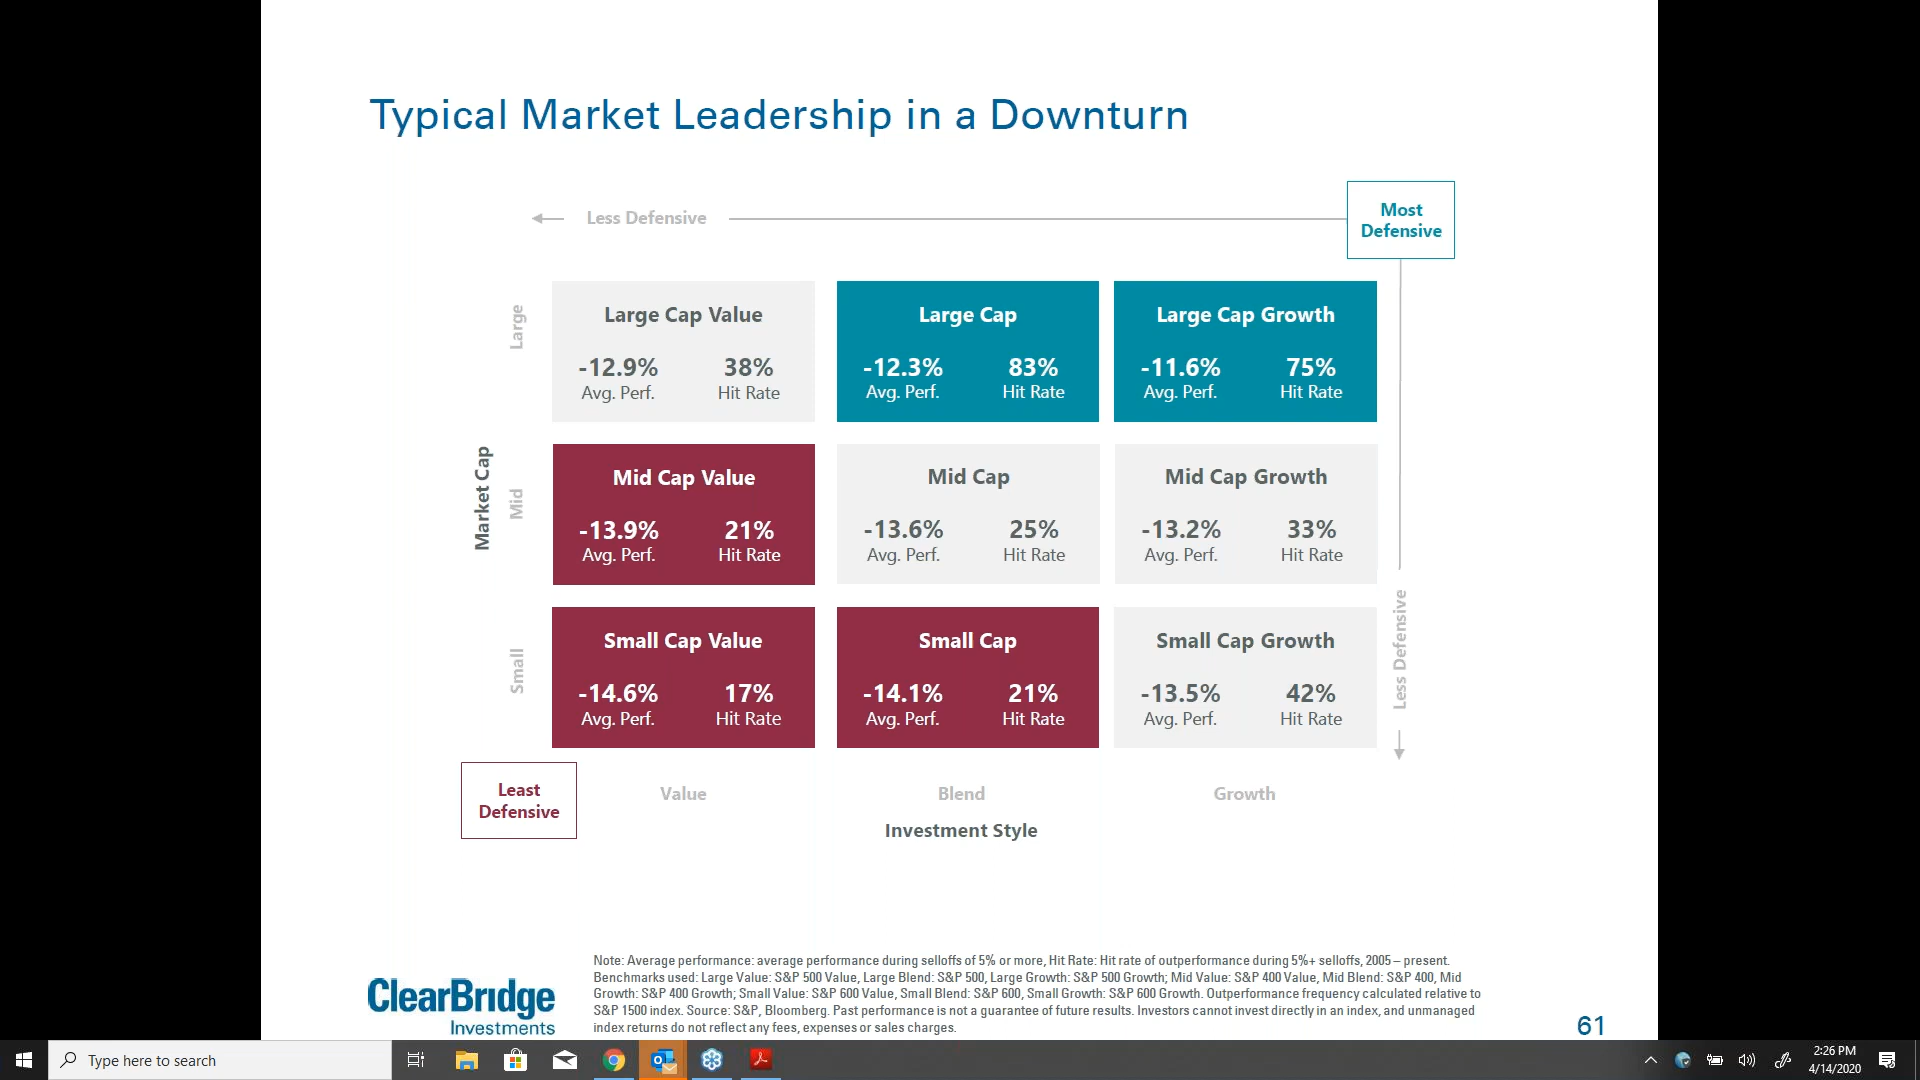 Typical Market Leadership in a Downturn
Less Defensive
Most
Defensive
Large
Large Cap Value
-12.9%
38%
Avg. Perf.
Hit Rate
Large Cap
-12.3%
83%
Avg. Perf.
Hit Rate
Large Cap Growth
-11.6%
75%
Avg. Perf.
Hit Rate
Market Cap
Mid
Mid Cap Value
-13.9%
21%
Avg. Perf.
Hit Rate
Mid Cap
-13.6%
25%
Avg. Perf.
Hit Rate
Mid Cap Growth
-13.2%
33%
Avg. Perf.
Hit Rate
Small
Small Cap Value
-14.6%
17%
Avg. Perf.
Hit Rate
Small Cap
-14.1%
21%
Avg. Perf.
Hit Rate
Small Cap Growth
-13.5%
42%
Avg. Perf.
Hit Rate
Less Defensive
Least
Defensive
Value
Blend
Growth
Investment Style
ClearBridge
Investments
Note: Average performance: average performance during selloffs of 5% or more, Hit Rate: Hit rate of outperformance during 5%+ selloffs, 2005 – present.
Benchmarks used: Large Value: S&P 500 Value, Large Blend: S&P 500, Large Growth: S&P 500 Growth; Mid Value: S&P 400 Value, Mid Blend: S&P 400, Mid
Growth: S&P 400 Growth; Small Value: S&P 600 Value, Small Blend: S&P 600, Small Growth: S&P 600 Growth. Outperformance frequency calculated relative to
S&P 1500 index. Source: S&P, Bloomberg. Past performance is not a guarantee of future results. Investors cannot invest directly in an index, and unmanaged
index returns do not reflect any fees, expenses or sales charges.
61
Type here to search
2:26 PM
4/14/2020